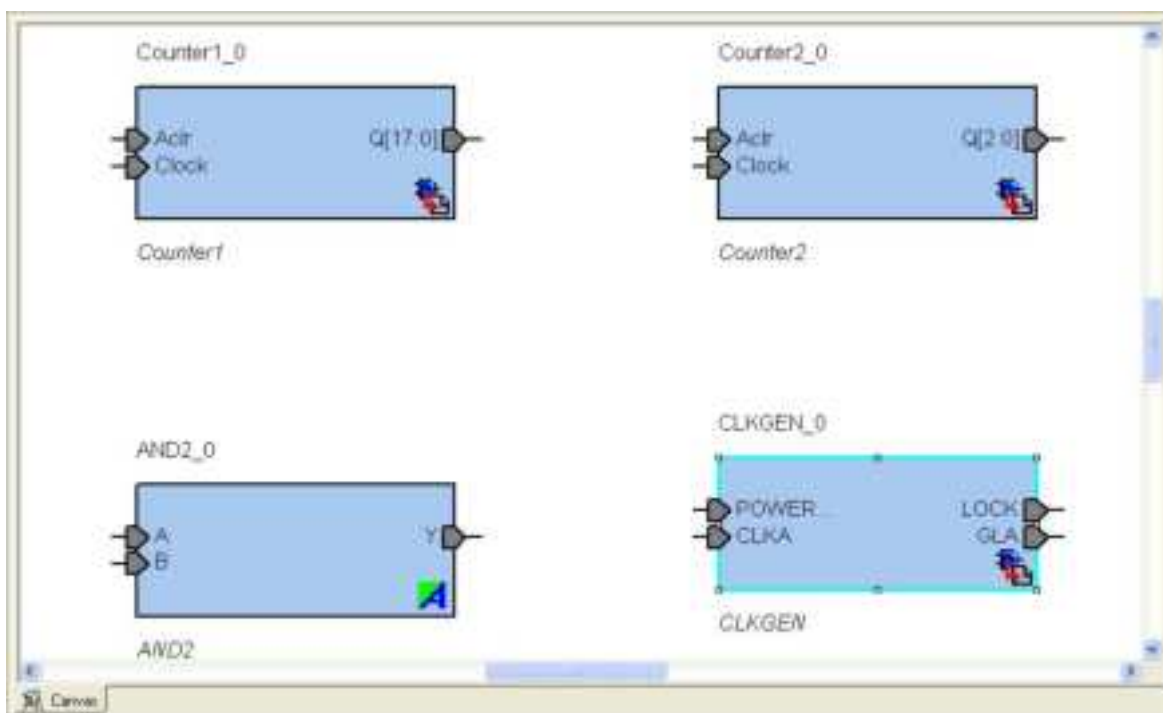 Counter1_0
Counter2_0
Aclr
Q[17:0]
Clock
Aclr
Q[2:0]
Clock
Counter1
Counter2
AND2_0
CLKGEN_0
A
Y
B
POWER...
LOCK
CLKA
GLA
AND2
CLKGEN
Canvas